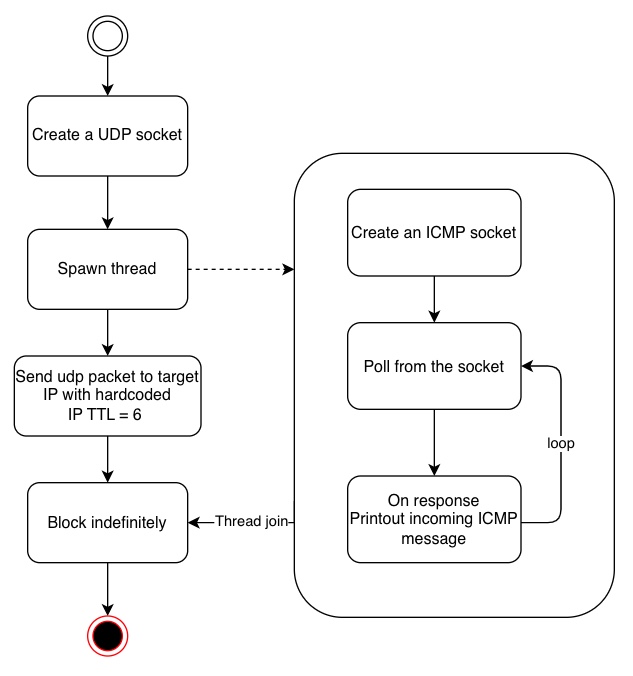 Create a UDP socket
Spawn thread
Send udp packet to target
IP with hardcoded
IP TTL = 6
Block indefinitely
Thread join
Create an ICMP socket
Poll from the socket
loop
On response
Printout incoming ICMP
message